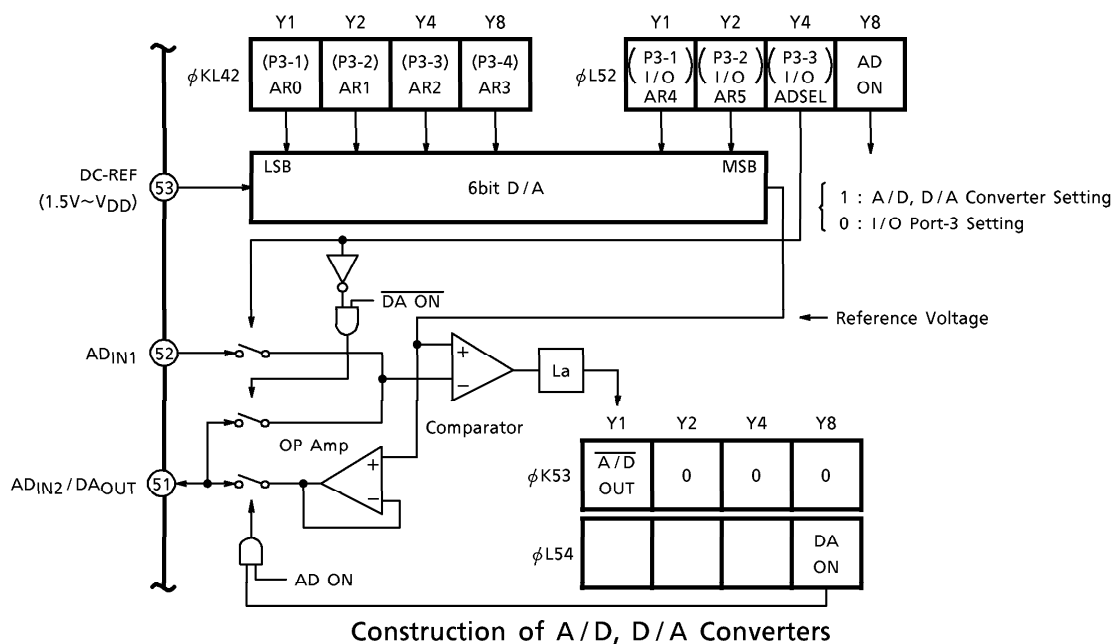 Y1 Y2 Y4 Y8 Y1 Y2 Y4 Y8
ϕKL42
(P3-1) AR0
(P3-2) AR1
(P3-3) AR2
(P3-4) AR3
ϕL52
(P3-1 I/O) AR4
(P3-2 I/O) AR5
(P3-3 I/O) ADSEL
AD ON
DC-REF
(1.5V~VDD)
53
LSB
6bit D/A
MSB
1 : A/D, D/A Converter Setting
0 : I/O Port-3 Setting
DA ON
Reference Voltage
ADIN1
52
+
−
La
Comparator
OP Amp
+
−
ADIN2/DAOUT
51
Y1 Y2 Y4 Y8
ϕK53
A/D OUT
0 0 0
ϕL54
DA ON
AD ON
Construction of A/D, D/A Converters